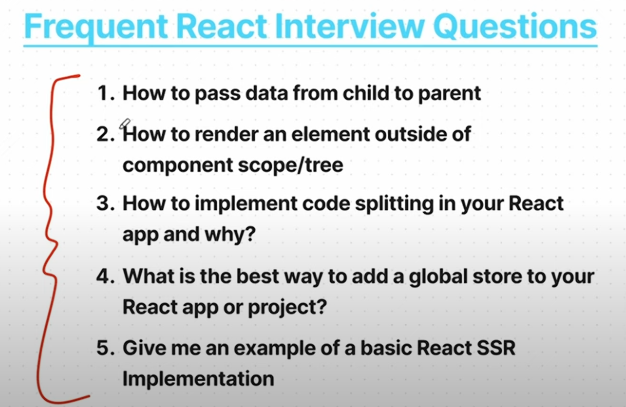 Frequent React Interview Questions
1. How to pass data from child to parent
2. How to render an element outside of
component scope/tree
3. How to implement code splitting in your React
app and why?
4. What is the best way to add a global store to your
React app or project?
5. Give me an example of a basic React SSR
Implementation